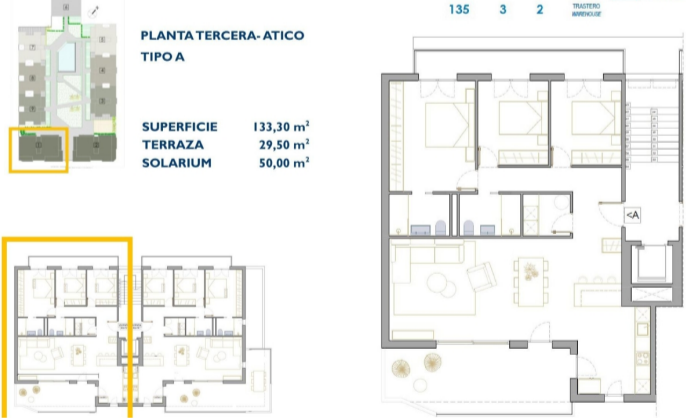 PLANTA TERCERA- ATICO
TIPO A
SUPERFICIE 133,30 m²
TERRAZA 29,50 m²
SOLARIUM 50,00 m²
135 3 2 TRASTERO
WAREHOUSE
<A